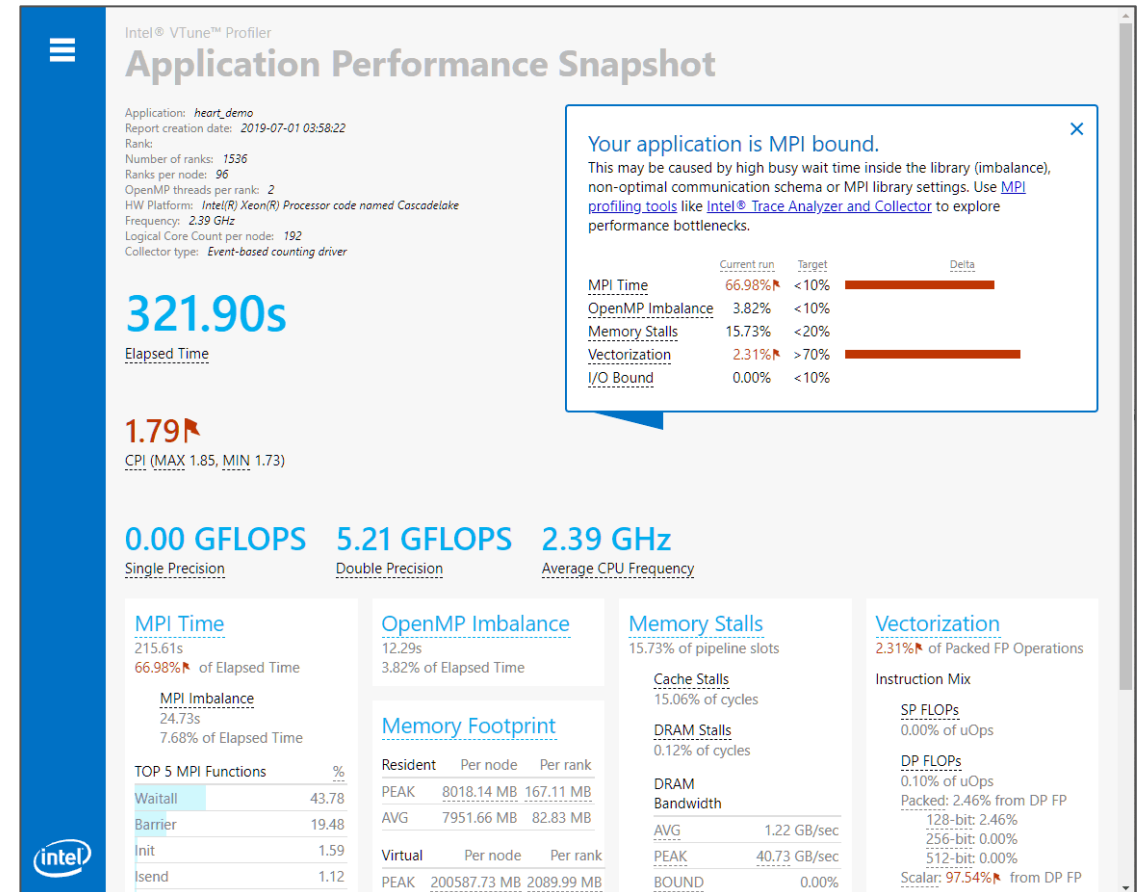 Intel® VTune™ Profiler
Application Performance Snapshot
Application: heart_demo
Report creation date: 2019-07-01 03:58:22
Rank:
Number of ranks: 1536
Ranks per node: 96
OpenMP threads per rank: 2
HW Platform: Intel(R) Xeon(R) Processor code named Cascadelake
Frequency: 2.39 GHz
Logical Core Count per node: 192
Collector type: Event-based counting driver
321.90s
Elapsed Time
1.79
CPI (MAX 1.85, MIN 1.73)
Your application is MPI bound.
This may be caused by high busy wait time inside the library (imbalance),
non-optimal communication schema or MPI library settings. Use MPI
profiling tools like Intel® Trace Analyzer and Collector to explore
performance bottlenecks.
Current run Target Delta
MPI Time 66.98% <10%
OpenMP Imbalance 3.82% <10%
Memory Stalls 15.73% <20%
Vectorization 2.31% >70%
I/O Bound 0.00% <10%
0.00 GFLOPS 5.21 GFLOPS 2.39 GHz
Single Precision Double Precision Average CPU Frequency
MPI Time
215.61s
66.98% of Elapsed Time
MPI Imbalance
24.73s
7.68% of Elapsed Time
TOP 5 MPI Functions %
Waitall 43.78
Barrier 19.48
Init 1.59
Isend 1.12
OpenMP Imbalance
12.29s
3.82% of Elapsed Time
Memory Footprint
Resident Per node Per rank
PEAK 8018.14 MB 167.11 MB
AVG 7951.66 MB 82.83 MB
Virtual Per node Per rank
PEAK 200587.73 MB 2089.99 MB
Memory Stalls
15.73% of pipeline slots
Cache Stalls
15.06% of cycles
DRAM Stalls
0.12% of cycles
DRAM
Bandwidth
AVG 1.22 GB/sec
PEAK 40.73 GB/sec
BOUND 0.00%
Vectorization
2.31% of Packed FP Operations
Instruction Mix
SP FLOPs
0.00% of uOps
DP FLOPs
0.10% of uOps
Packed: 2.46% from DP FP
128-bit: 2.46%
256-bit: 0.00%
512-bit: 0.00%
Scalar: 97.54% from DP FP
intel